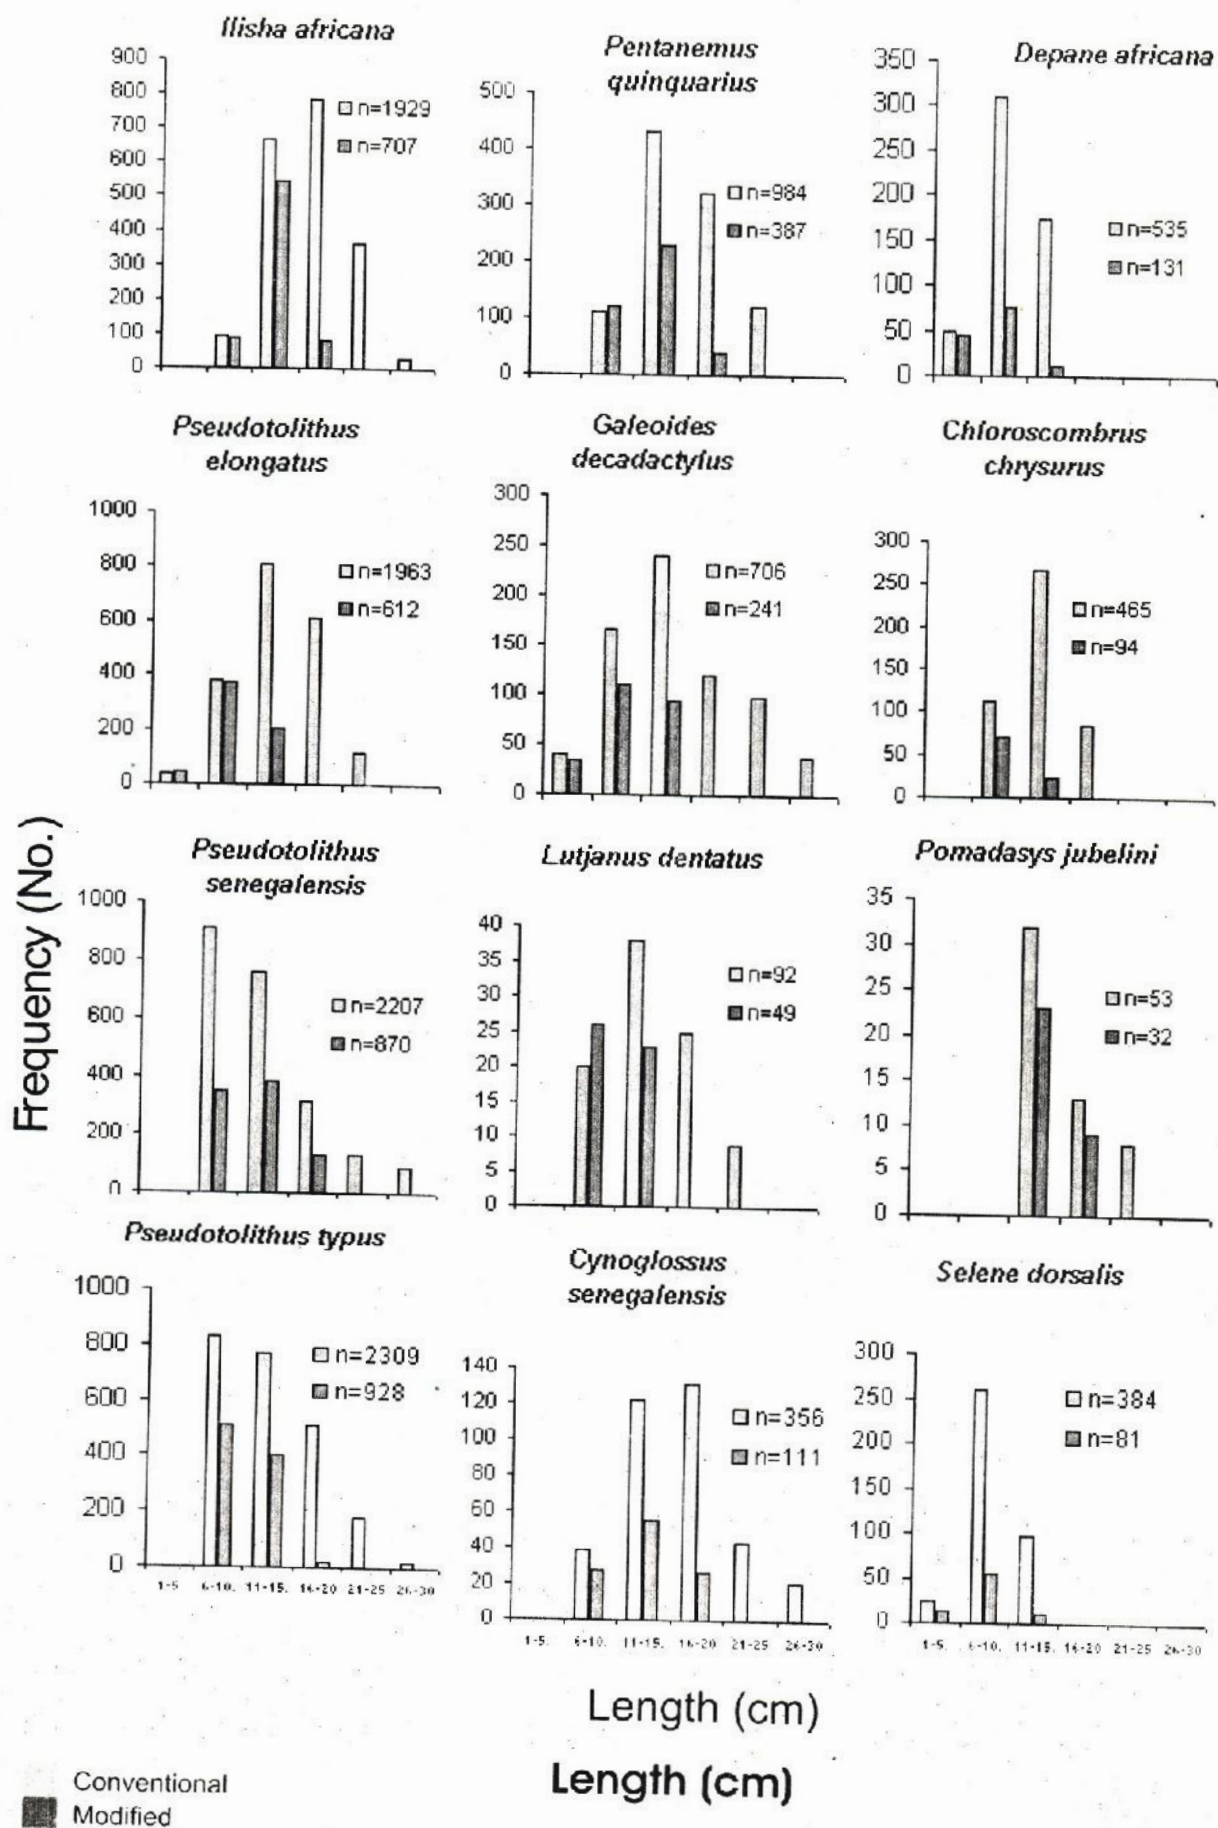 Ilisha africana
900
800
700
600
500
400
300
200
100
0
n=1929
n=707
Pentanemus
quinquarius
500
400
300
200
100
0
n=984
n=387
Depane africana
350
300
250
200
150
100
50
0
n=535
n=131
Pseudotolithus
elongatus
1000
800
600
400
200
0
n=1963
n=612
Galeoides
decadactylus
300
250
200
150
100
50
0
n=706
n=241
Chloroscombrus
chrysurus
300
250
200
150
100
50
0
n=465
n=94
Frequency (No.)
Pseudotolithus
senegalensis
1000
800
600
400
200
0
n=2207
n=870
Lutjanus dentatus
40
35
30
25
20
15
10
5
0
n=92
n=49
Pomadasys jubelini
35
30
25
20
15
10
5
0
n=53
n=32
Pseudotolithus typus
1000
800
600
400
200
0
n=2309
n=928
1-5 6-10. 11-15. 16-20 21-25 26-30
Cynoglossus
senegalensis
140
120
100
80
60
40
20
0
n=356
n=111
1-5. 6-10. 11-15. 16-20 21-25 26-30
Selene dorsalis
300
250
200
150
100
50
0
n=384
n=81
1-5. 6-10. 11-15. 16-20 21-25 26-30
Length (cm)
Length (cm)
Conventional
Modified